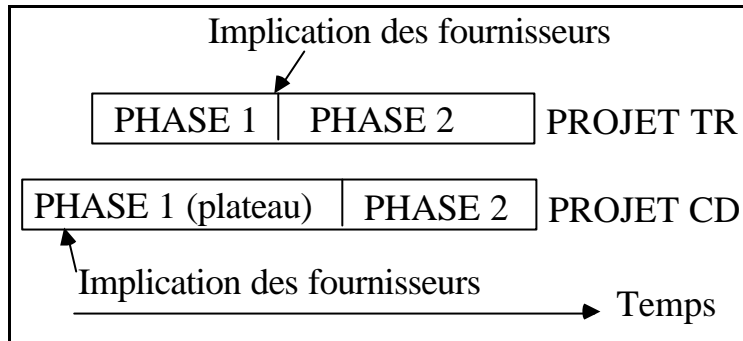 Implication des fournisseurs
PHASE 1 PHASE 2 PROJET TR
PHASE 1 (plateau) PHASE 2 PROJET CD
Implication des fournisseurs
Temps